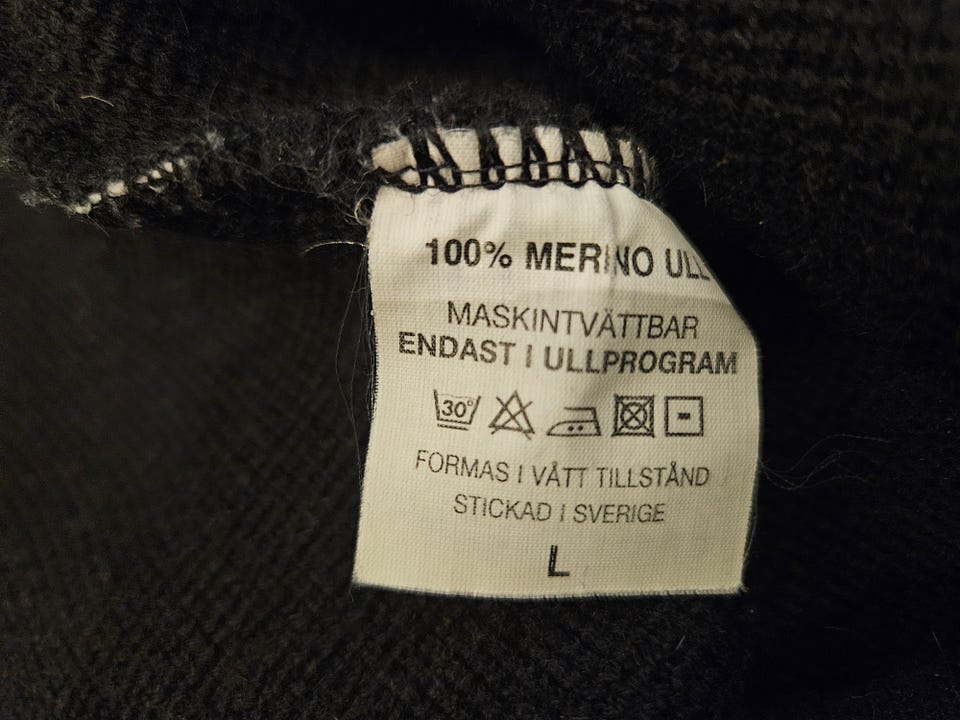 100% MERINO ULL
MASKINTVÄTTBAR
ENDAST I ULLPROGRAM
30°
FORMAS I VÅTT TILLSTÅND
STICKAD I SVERIGE
L